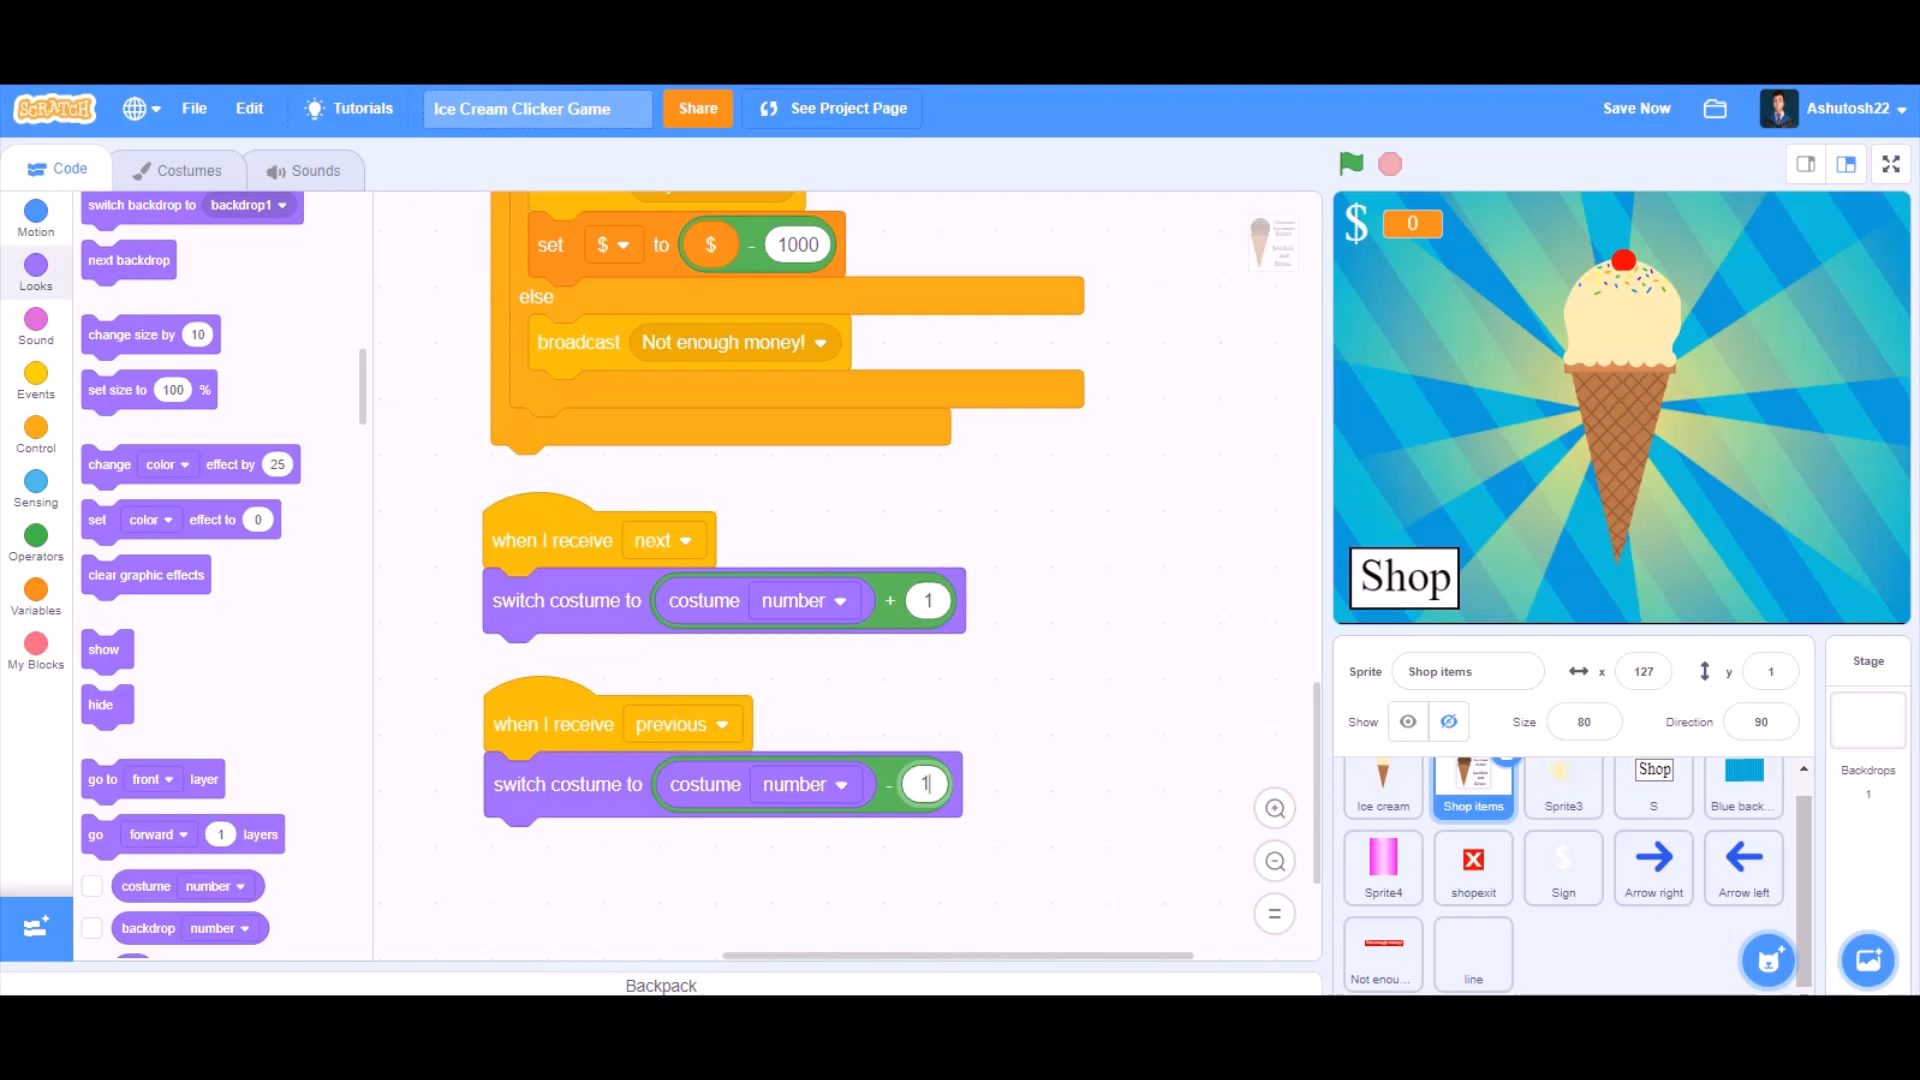 SCRATCH File Edit Tutorials Ice Cream Clicker Game Share See Project Page Save Now Ashutosh22
Code Costumes Sounds
Motion
Looks
Sound
Events
Control
Sensing
Operators
Variables
My Blocks
switch backdrop to backdrop1
next backdrop
change size by 10
set size to 100 %
change color effect by 25
set color effect to 0
clear graphic effects
show
hide
go to front layer
go forward 1 layers
costume number
backdrop number
set $ to $ - 1000
else
broadcast Not enough money!
when I receive next
switch costume to costume number + 1
when I receive previous
switch costume to costume number - 1
Backpack
$ 0
Shop
Sprite Shop items x 127 y 1
Show Size 80 Direction 90
Shop
Ice cream Shop items Sprite3 S Blue back...
Sprite4 shopexit Sign Arrow right Arrow left
Not enou... line
Stage
Backdrops
1